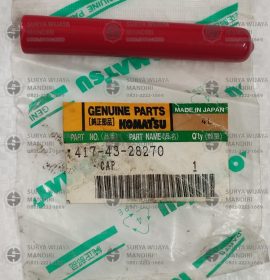 SURYA WIJAYA
MANDIRI
GENUINE PARTS
[純正部品] KOMATSU
MADE IN JAPAN
PART NO. PART NAME Q'ty
417-43-28270
CAP 1